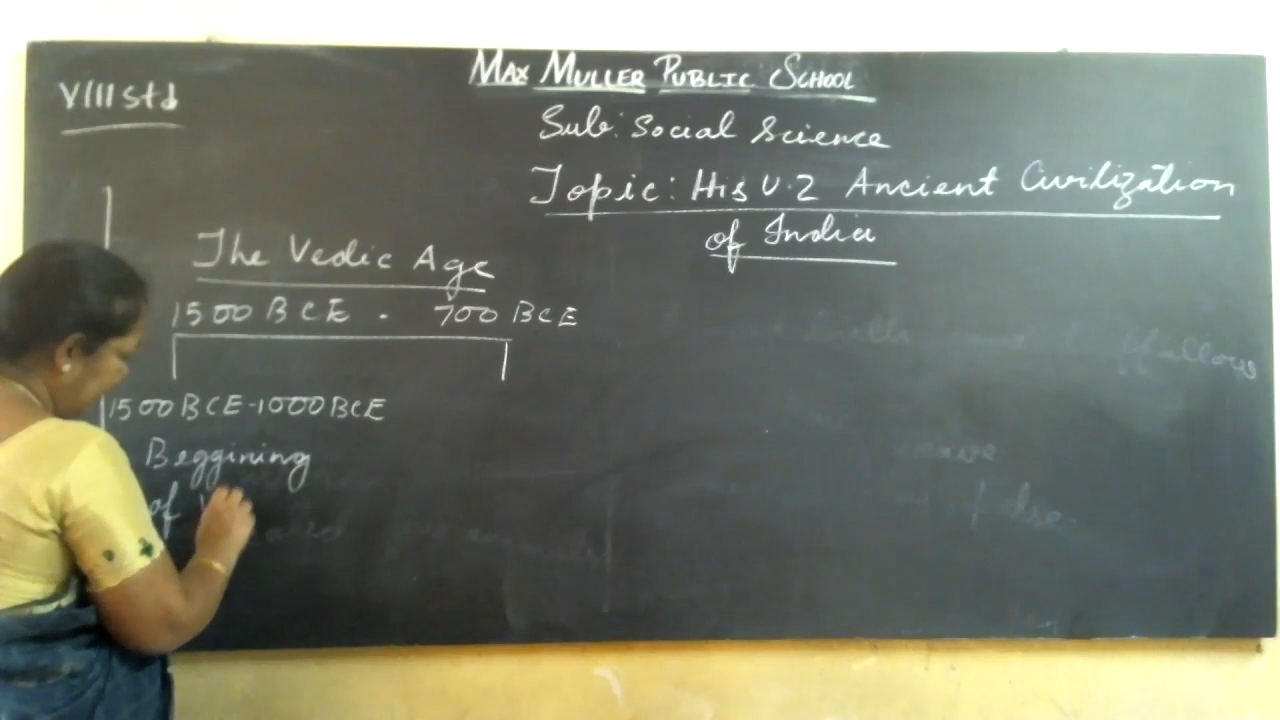 MAX MULLER PUBLIC SCHOOL
VIII std
Sub: Social Science
Topic: His U.2 Ancient Civilization
of India
The Vedic Age
1500 BCE - 700 BCE
1500 BCE - 1000 BCE
Beggining
of